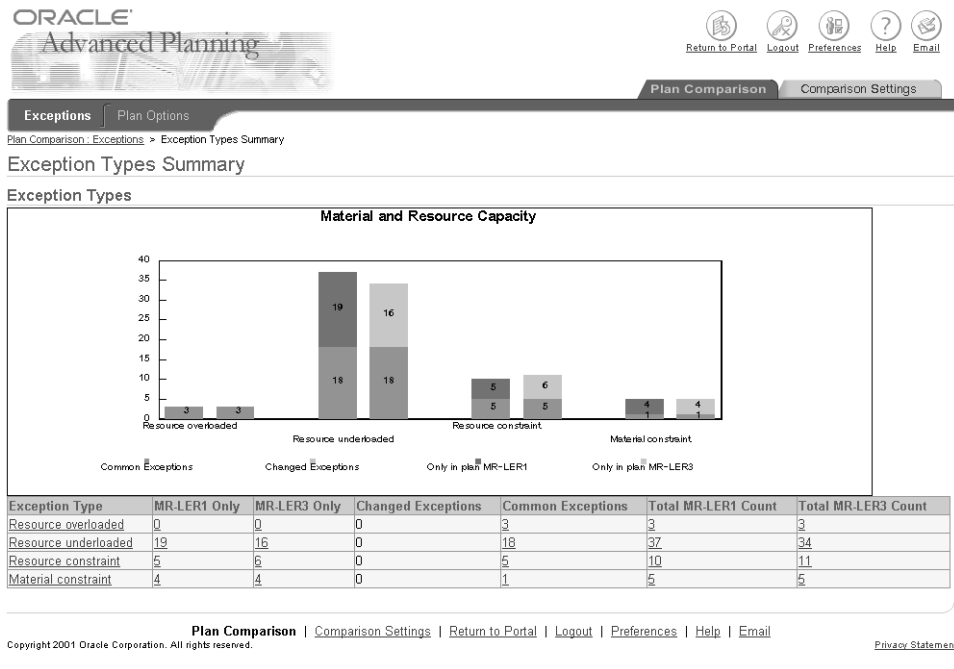 ORACLE
Advanced Planning
Return to Portal Logout Preferences Help Email
Plan Comparison Comparison Settings
Exceptions Plan Options
Plan Comparison : Exceptions > Exception Types Summary
Exception Types Summary
Exception Types
Material and Resource Capacity
40
35
30
25
20
15
10
5
0
19 16
18 18
3 3
5 6
5 5
4 4
1 1
Resource overloaded Resource underloaded Resource constraint Material constraint
Common Exceptions Changed Exceptions Only in plan MR-LER1 Only in plan MR-LER3
Exception Type MR-LER1 Only MR-LER3 Only Changed Exceptions Common Exceptions Total MR-LER1 Count Total MR-LER3 Count
Resource overloaded 0 0 0 3 3 3
Resource underloaded 19 16 0 18 37 34
Resource constraint 5 6 0 5 10 11
Material constraint 4 4 0 1 5 5
Plan Comparison | Comparison Settings | Return to Portal | Logout | Preferences | Help | Email
Copyright 2001 Oracle Corporation. All rights reserved. Privacy Statemen